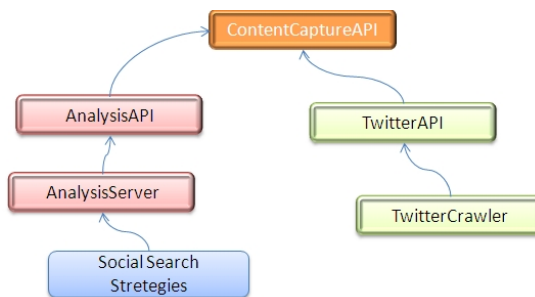 ContentCaptureAPI
AnalysisAPI
TwitterAPI
AnalysisServer
TwitterCrawler
Social Search
Stretegies